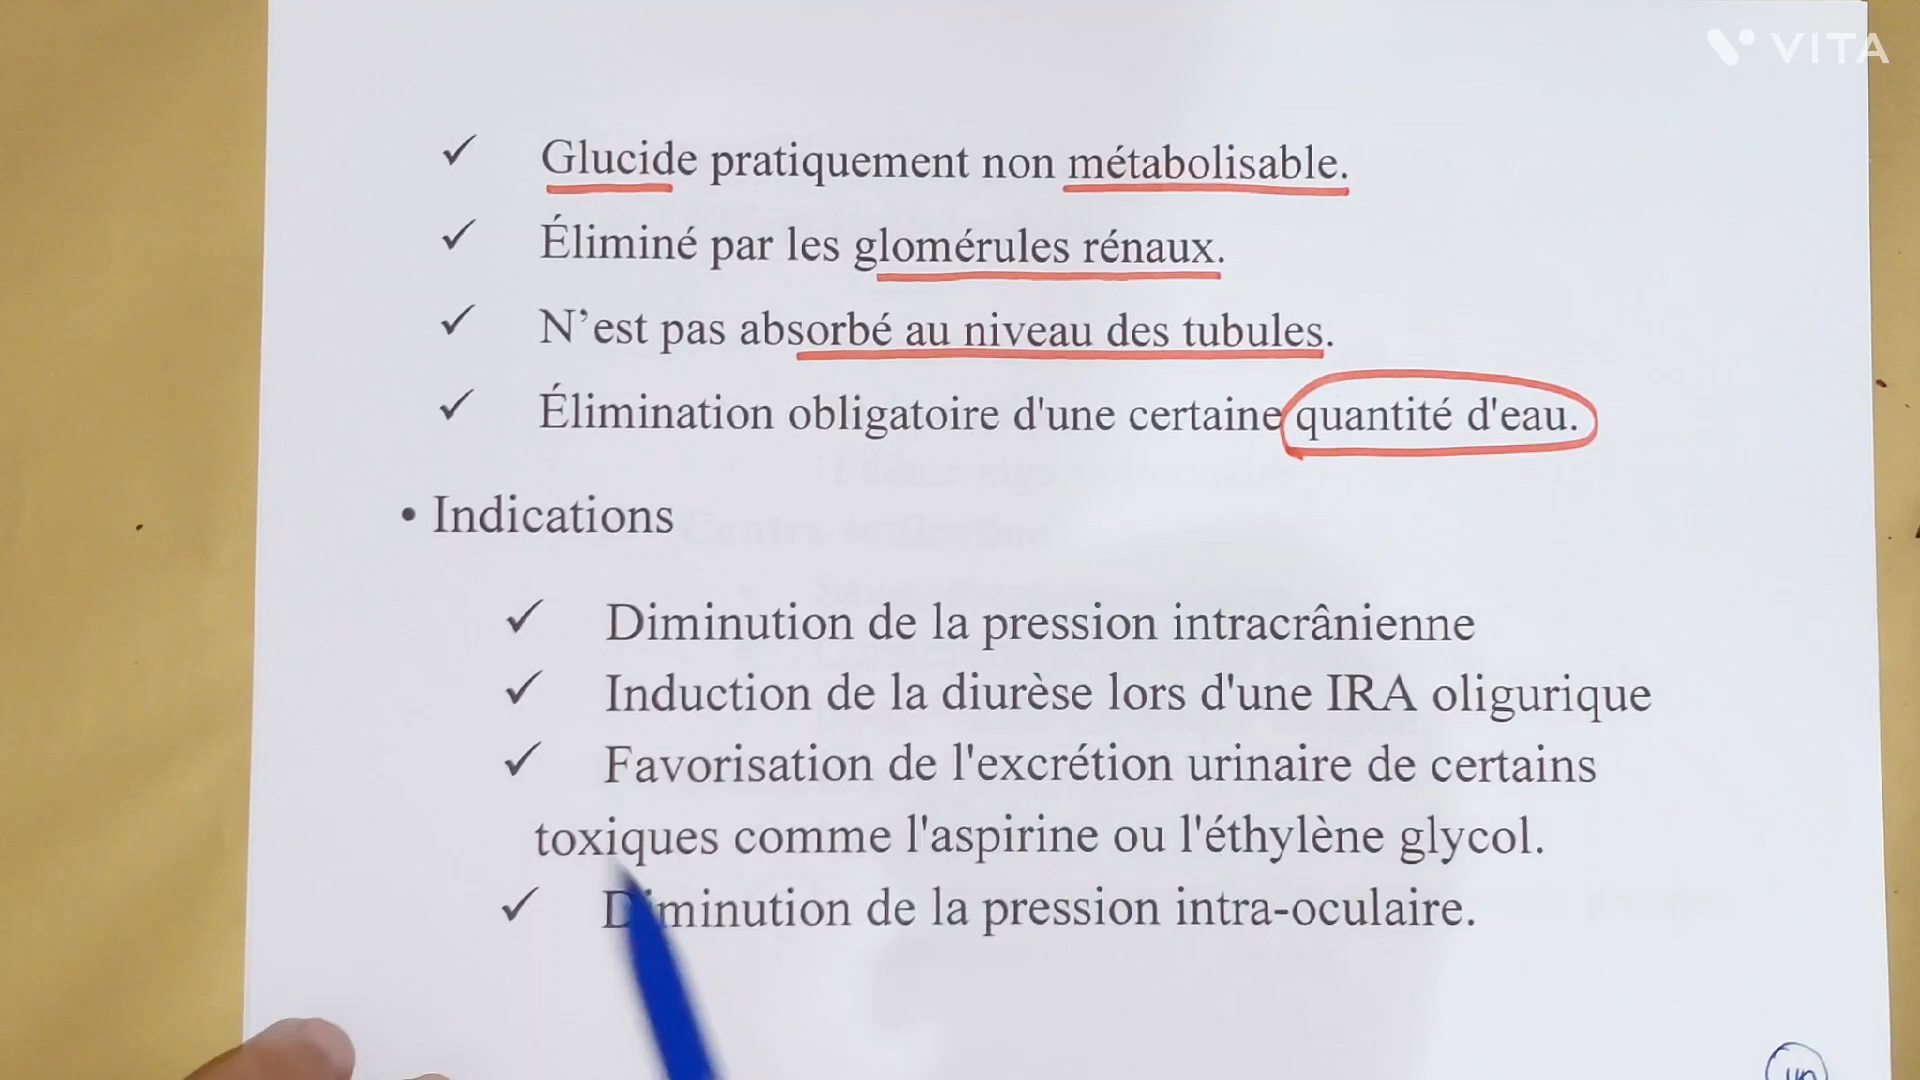 VITA
✓ Glucide pratiquement non métabolisable.
✓ Éliminé par les glomérules rénaux.
✓ N’est pas absorbé au niveau des tubules.
✓ Élimination obligatoire d'une certaine quantité d'eau.
• Indications
✓ Diminution de la pression intracrânienne
✓ Induction de la diurèse lors d'une IRA oligurique
✓ Favorisation de l'excrétion urinaire de certains
toxiques comme l'aspirine ou l'éthylène glycol.
✓ Diminution de la pression intra-oculaire.